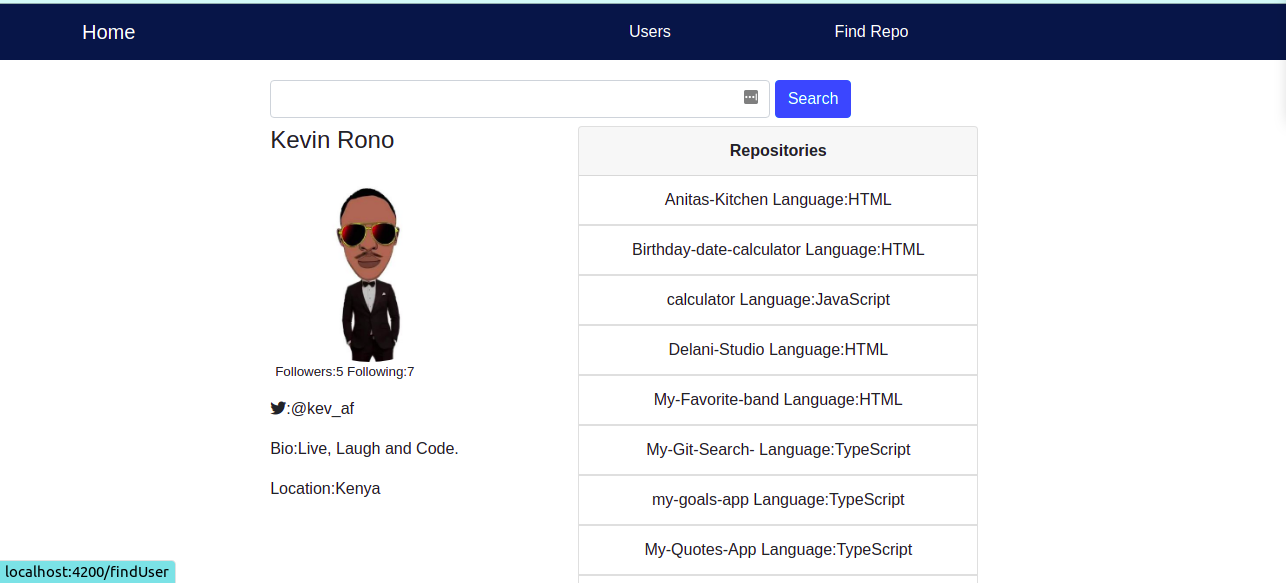 Home Users Find Repo
Search
Kevin Rono
Followers:5 Following:7
:@kev_af
Bio:Live, Laugh and Code.
Location:Kenya
Repositories
Anitas-Kitchen Language:HTML
Birthday-date-calculator Language:HTML
calculator Language:JavaScript
Delani-Studio Language:HTML
My-Favorite-band Language:HTML
My-Git-Search- Language:TypeScript
my-goals-app Language:TypeScript
My-Quotes-App Language:TypeScript
localhost:4200/findUser